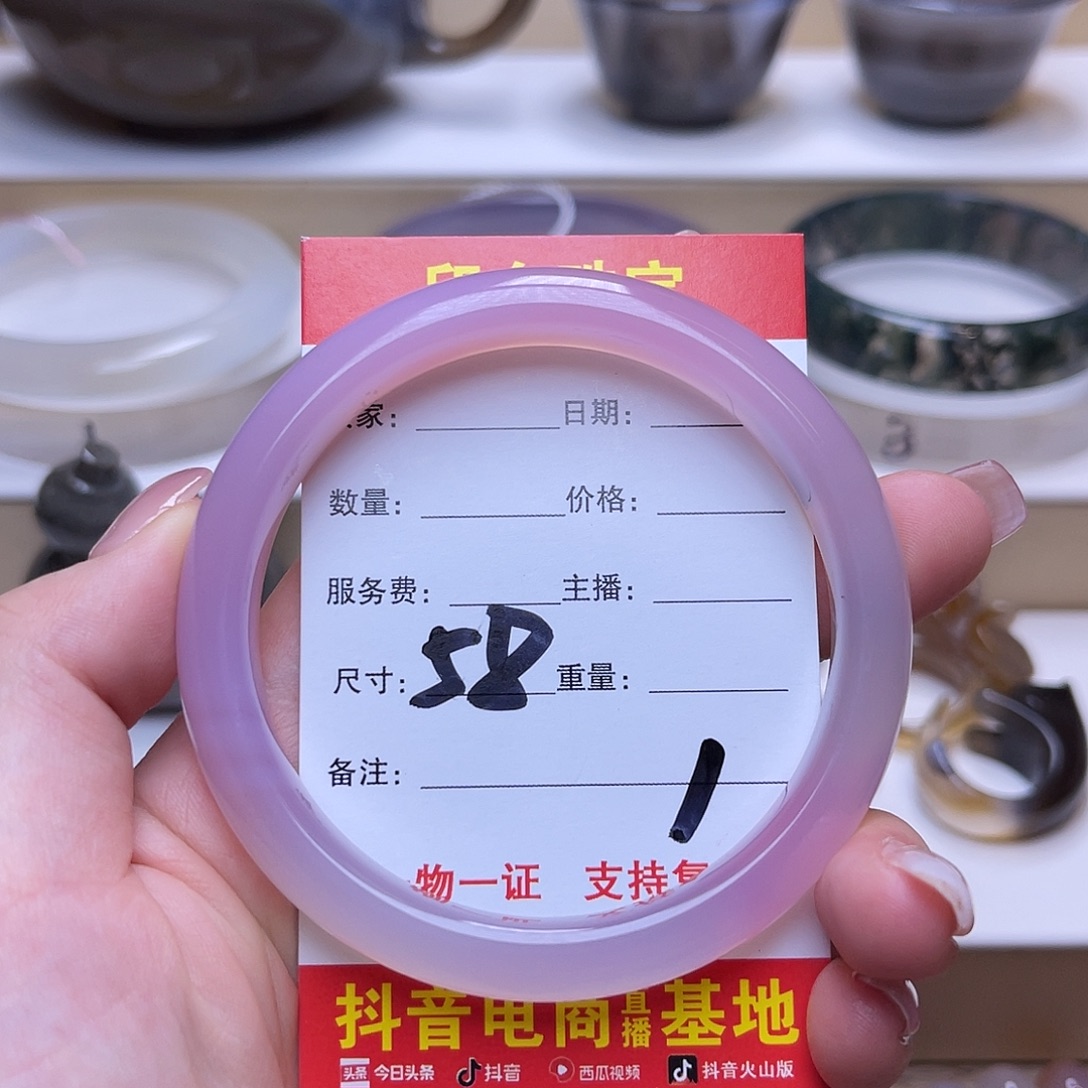 家： 日期：
数量： 价格：
服务费： 主播：
尺寸：58 重量：
备注：
1
物一证 支持
抖音电商直播基地
头条 今日头条 抖音 西瓜视频 抖音火山版